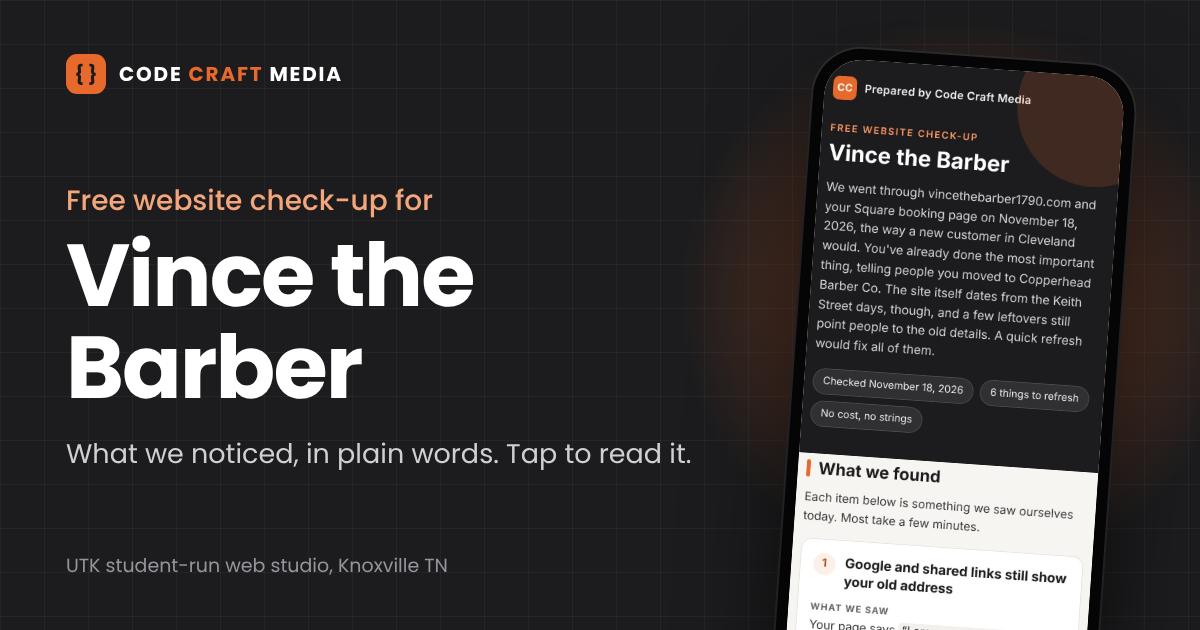 { } CODE CRAFT MEDIA
Free website check-up for
Vince the
Barber
What we noticed, in plain words. Tap to read it.
UTK student-run web studio, Knoxville TN
CC Prepared by Code Craft Media
FREE WEBSITE CHECK-UP
Vince the Barber
We went through vincethebarber1790.com and
your Square booking page on November 18,
2026, the way a new customer in Cleveland
would. You've already done the most important
thing, telling people you moved to Copperhead
Barber Co. The site itself dates from the Keith
Street days, though, and a few leftovers still
point people to the old details. A quick refresh
would fix all of them.
Checked November 18, 2026 6 things to refresh
No cost, no strings
What we found
Each item below is something we saw ourselves
today. Most take a few minutes.
1 Google and shared links still show
your old address
WHAT WE SAW
Your page says